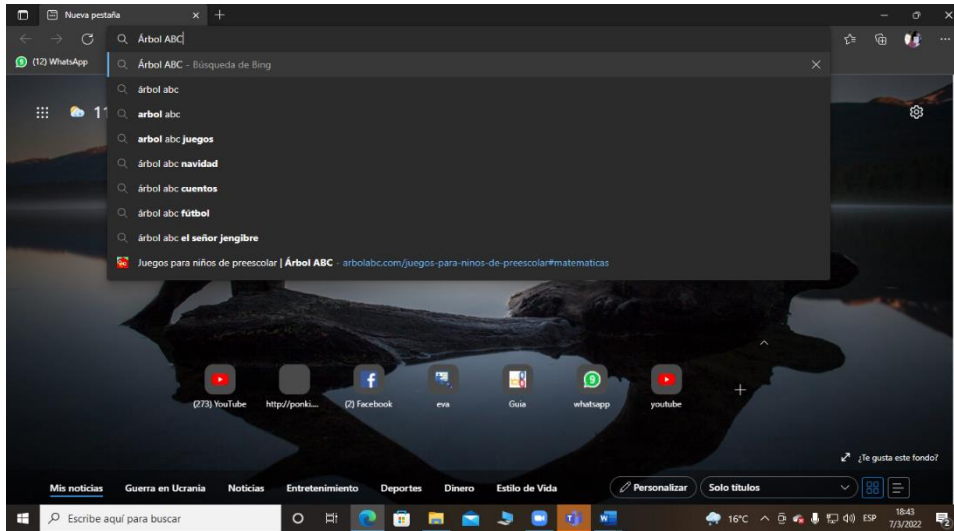 Nueva pestaña
Árbol ABC
(12) WhatsApp
Árbol ABC - Búsqueda de Bing
árbol abc
arbol abc
11
arbol abc juegos
árbol abc navidad
árbol abc cuentos
árbol abc fútbol
árbol abc el señor jengibre
Juegos para niños de preescolar | Árbol ABC - arbolabc.com/juegos-para-ninos-de-preescolar#matematicas
(273) YouTube http://ponki... (2) Facebook eva Guia whatsapp youtube
¿Te gusta este fondo?
Mis noticias Guerra en Ucrania Noticias Entretenimiento Deportes Dinero Estilo de Vida Personalizar Solo títulos
Escribe aquí para buscar 16°C ESP 18:43
7/3/2022